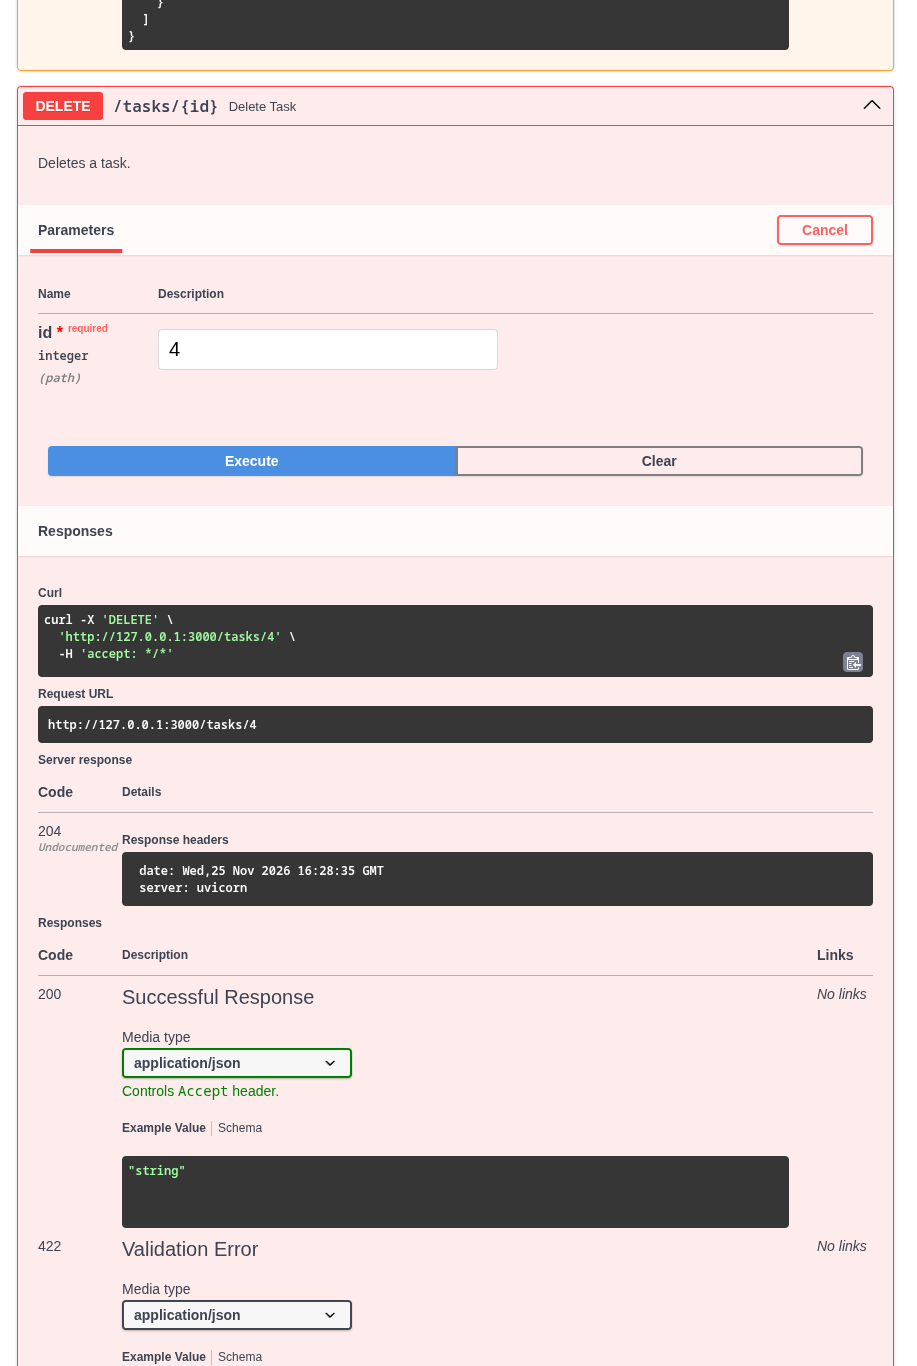 }
]
}
DELETE /tasks/{id} Delete Task
Deletes a task.
Parameters Cancel
Name Description
id * required
integer
(path)
4
Execute Clear
Responses
Curl
curl -X 'DELETE' \
'http://127.0.0.1:3000/tasks/4' \
-H 'accept: */*'
Request URL
http://127.0.0.1:3000/tasks/4
Server response
Code Details
204
Undocumented
Response headers
date: Wed,25 Nov 2026 16:28:35 GMT
server: uvicorn
Responses
Code Description Links
200 Successful Response No links
Media type
application/json
Controls Accept header.
Example Value Schema
"string"
422 Validation Error No links
Media type
application/json
Example Value Schema